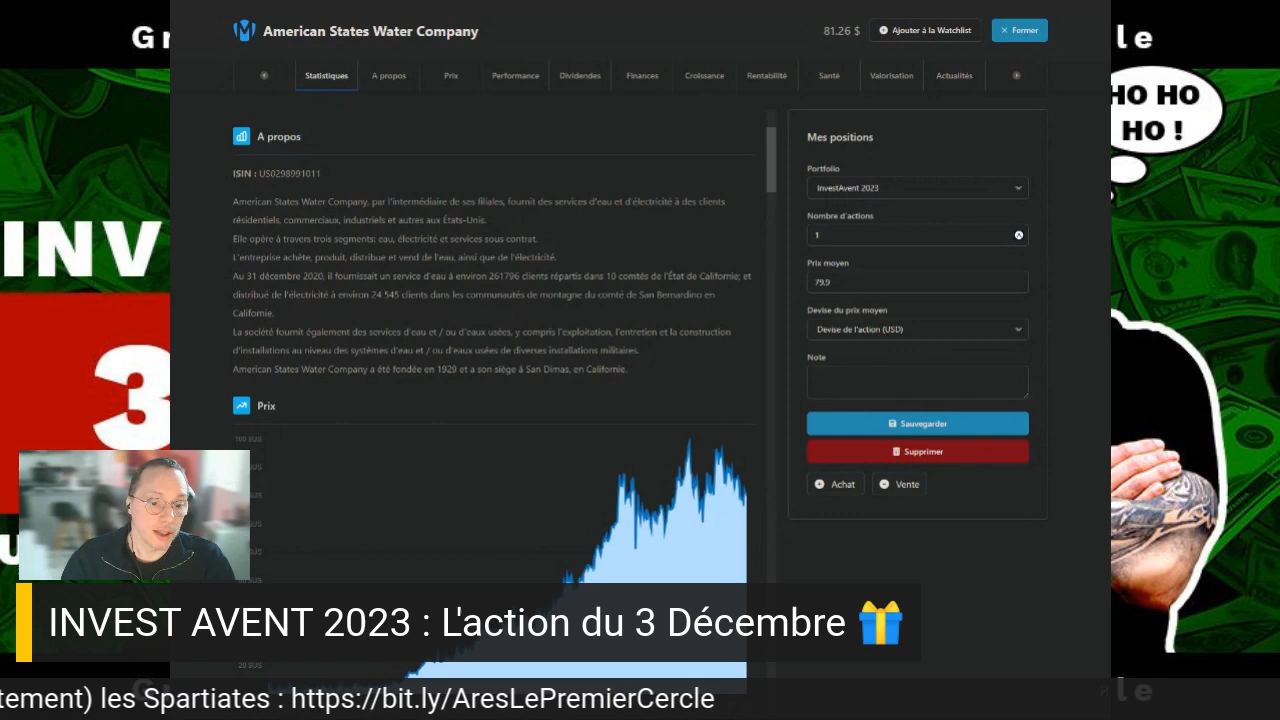 Gr
American States Water Company
81.26 $
Ajouter à la Watchlist
Fermer
le
Statistiques
A propos
Prix
Performance
Dividendes
Finances
Croissance
Rentabilité
Santé
Valorisation
Actualités
HO HO
HO !
A propos
ISIN : US0298991011
American States Water Company, par l'intermédiaire de ses filiales, fournit des services d'eau et d'électricité à des clients
résidentiels, commerciaux, industriels et autres aux États-Unis.
Elle opère à travers trois segments: eau, électricité et services sous contrat.
L'entreprise achète, produit, distribue et vend de l'eau, ainsi que de l'électricité.
Au 31 décembre 2020, il fournissait un service d'eau à environ 261796 clients répartis dans 10 comtés de l'État de Californie; et
distribué de l'électricité à environ 24 545 clients dans les communautés de montagne du comté de San Bernardino en
Californie.
La société fournit également des services d'eau et / ou d'eaux usées, y compris l'exploitation, l'entretien et la construction
d'installations au niveau des systèmes d'eau et / ou d'eaux usées de diverses installations militaires.
American States Water Company a été fondée en 1929 et a son siège à San Dimas, en Californie.
Mes positions
Portfolio
InvestAvent 2023
Nombre d'actions
1
Prix moyen
79.9
Devise du prix moyen
Devise de l'action (USD)
Note
Sauvegarder
Supprimer
Achat
Vente
INV
3
Prix
100 $US
20 $US
INVEST AVENT 2023 : L'action du 3 Décembre 🎁
tement) les Spartiates : https://bit.ly/AresLePremierCercle
le